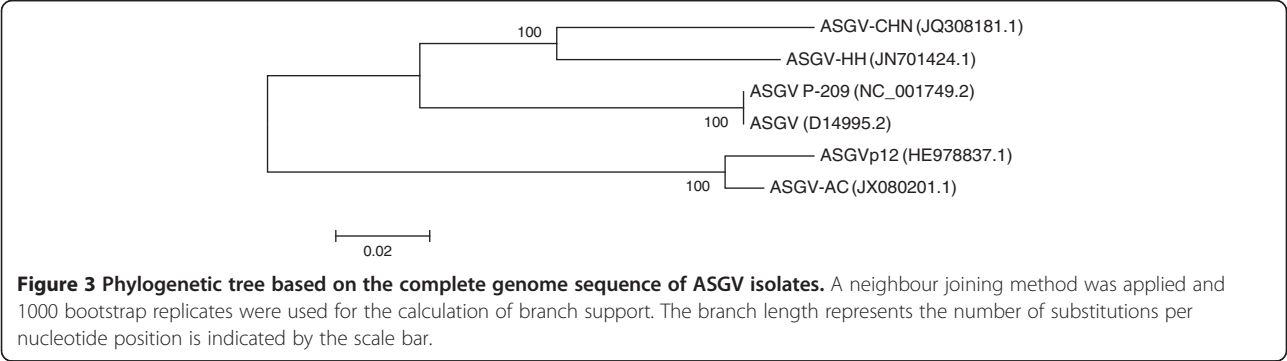 100
ASGV-CHN (JQ308181.1)
ASGV-HH (JN701424.1)
ASGV P-209 (NC_001749.2)
100
ASGV (D14995.2)
ASGVp12 (HE978837.1)
100
ASGV-AC (JX080201.1)
0.02
Figure 3 Phylogenetic tree based on the complete genome sequence of ASGV isolates. A neighbour joining method was applied and
1000 bootstrap replicates were used for the calculation of branch support. The branch length represents the number of substitutions per
nucleotide position is indicated by the scale bar.